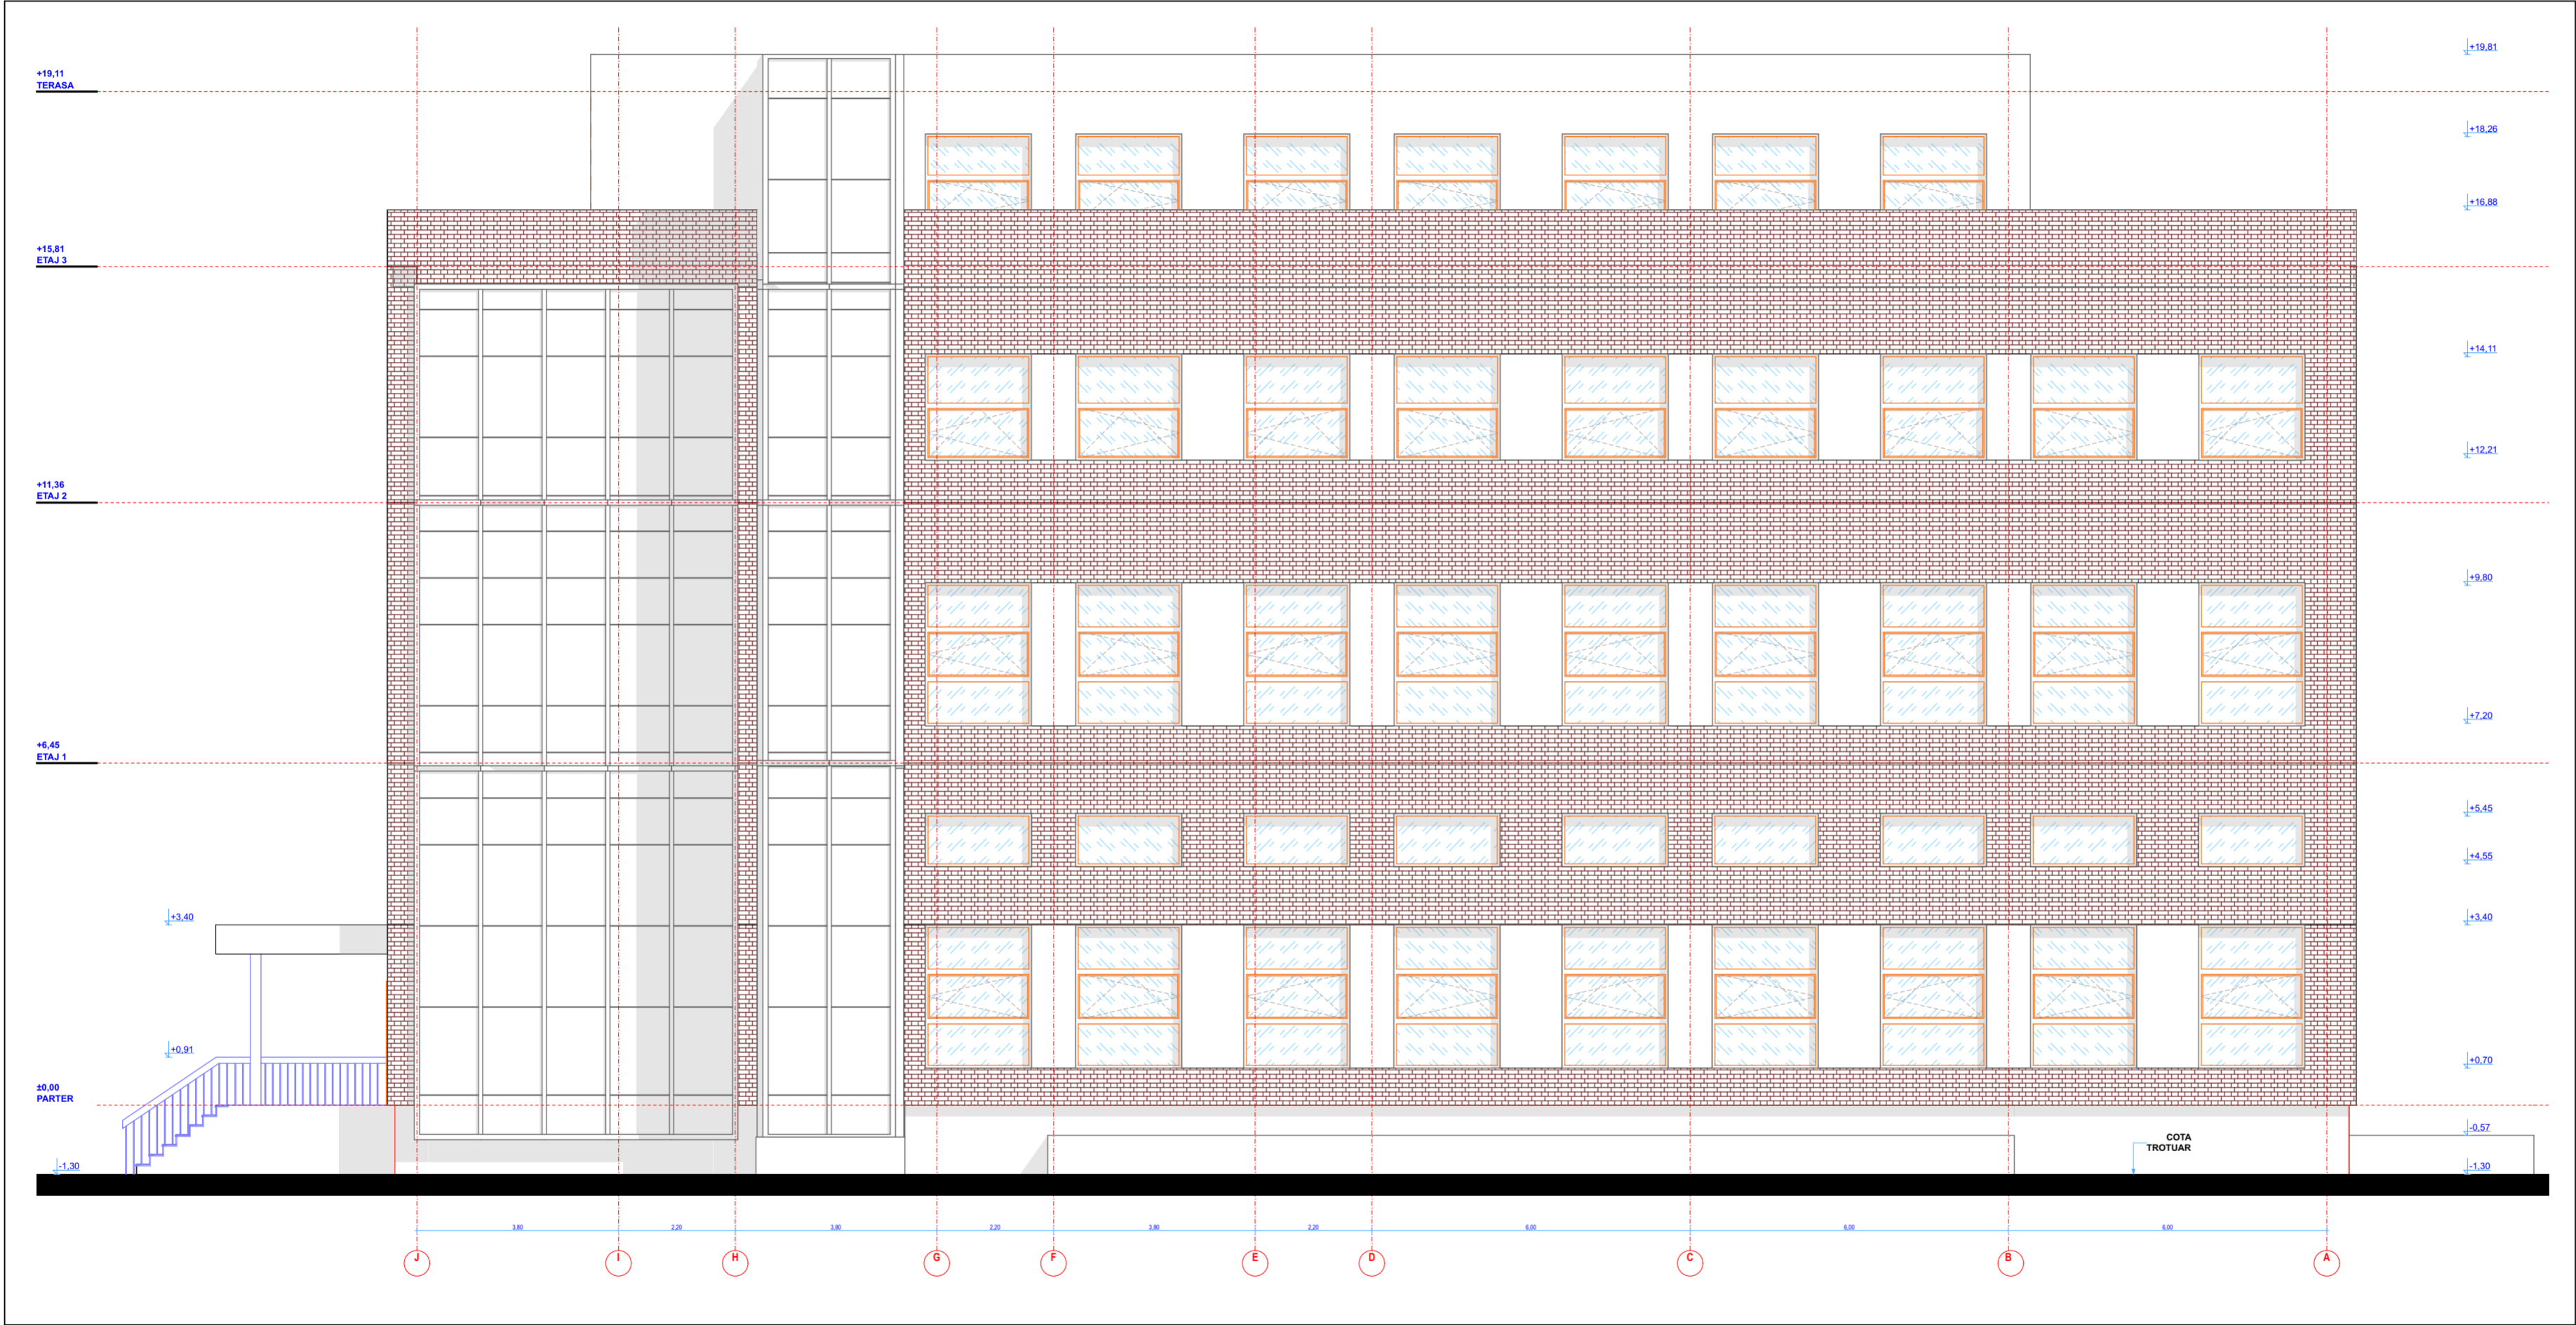 +19,81
+19,11
TERASA
+18,26
+16,88
+15,81
ETAJ 3
+14,11
+12,21
+11,36
ETAJ 2
+9,80
+7,20
+6,45
ETAJ 1
+5,45
+4,55
+3,40
+3,40
+0,91
+0,70
±0,00
PARTER
-0,57
COTA
TROTUAR
-1,30
-1,30
3,80 2,20 3,80 2,20 3,80 2,20 6,00 6,00 6,00
J I H G F E D C B A